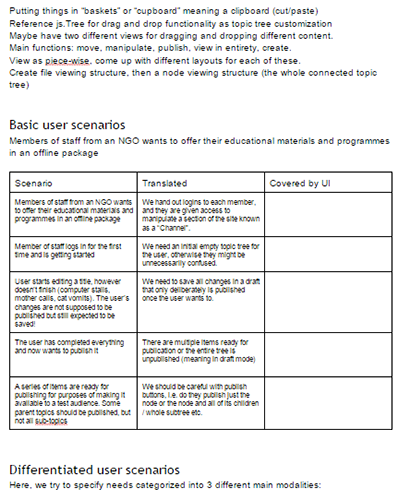 Putting things in "baskets" or "cupboard" meaning a clipboard (cut/paste)
Reference js.Tree for drag and drop functionality as topic tree customization
Maybe have two different views for dragging and dropping different content.
Main functions: move, manipulate, publish, view in entirety, create.
View as piece-wise, come up with different layouts for each of these.
Create file viewing structure, then a node viewing structure (the whole connected topic
tree)
Basic user scenarios
Members of staff from an NGO wants to offer their educational materials and programmes
in an offline package
Scenario
Translated
Covered by UI
Members of staff from an NGO wants
to offer their educational materials and
programmes in an offline package
We hand out logins to each member,
and they are given access to
manipulate a section of the site known
as a "Channel".
Member of staff logs in for the first
time and is getting started
We need an initial empty topic tree for
the user, otherwise they might be
unnecessarily confused.
User starts editing a title, however
doesn't finish (computer stalls,
mother calls, cat vomits). The user's
changes are not supposed to be
published but still expected to be
saved!
We need to save all changes in a draft
that only deliberately is published
once the user wants to.
The user has completed everything
and now wants to publish it
There are multiple items ready for
publication or the entire tree is
unpublished (meaning in draft mode)
A series of items are ready for
publishing for purposes of making it
available to a test audience. Some
parent topics should be published, but
not all sub-topics
We should be careful with publish
buttons, i.e. do they publish just the
node or the node and all of its children
/ whole subtree etc.
Differentiated user scenarios
Here, we try to specify needs categorized into 3 different main modalities: